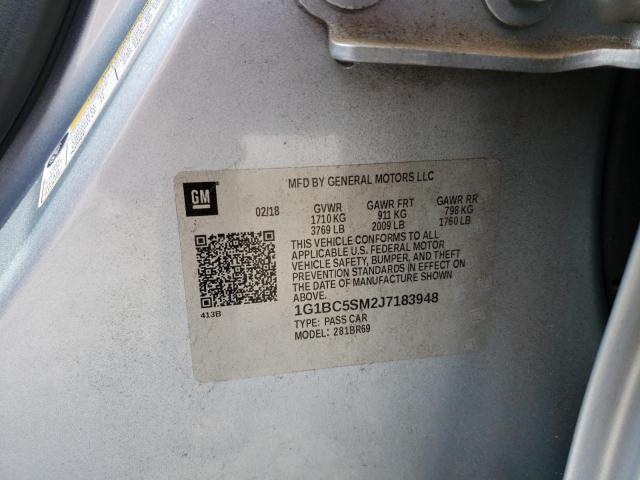 GM
MFD BY GENERAL MOTORS LLC
02/18
GVWR GAWR FRT GAWR RR
1710 KG 911 KG 798 KG
3769 LB 2009 LB 1760 LB
THIS VEHICLE CONFORMS TO ALL
APPLICABLE U.S. FEDERAL MOTOR
VEHICLE SAFETY, BUMPER, AND THEFT
PREVENTION STANDARDS IN EFFECT ON
THE DATE OF MANUFACTURE SHOWN
ABOVE.
413B
1G1BC5SM2J7183948
TYPE: PASS CAR
MODEL: 281BR69